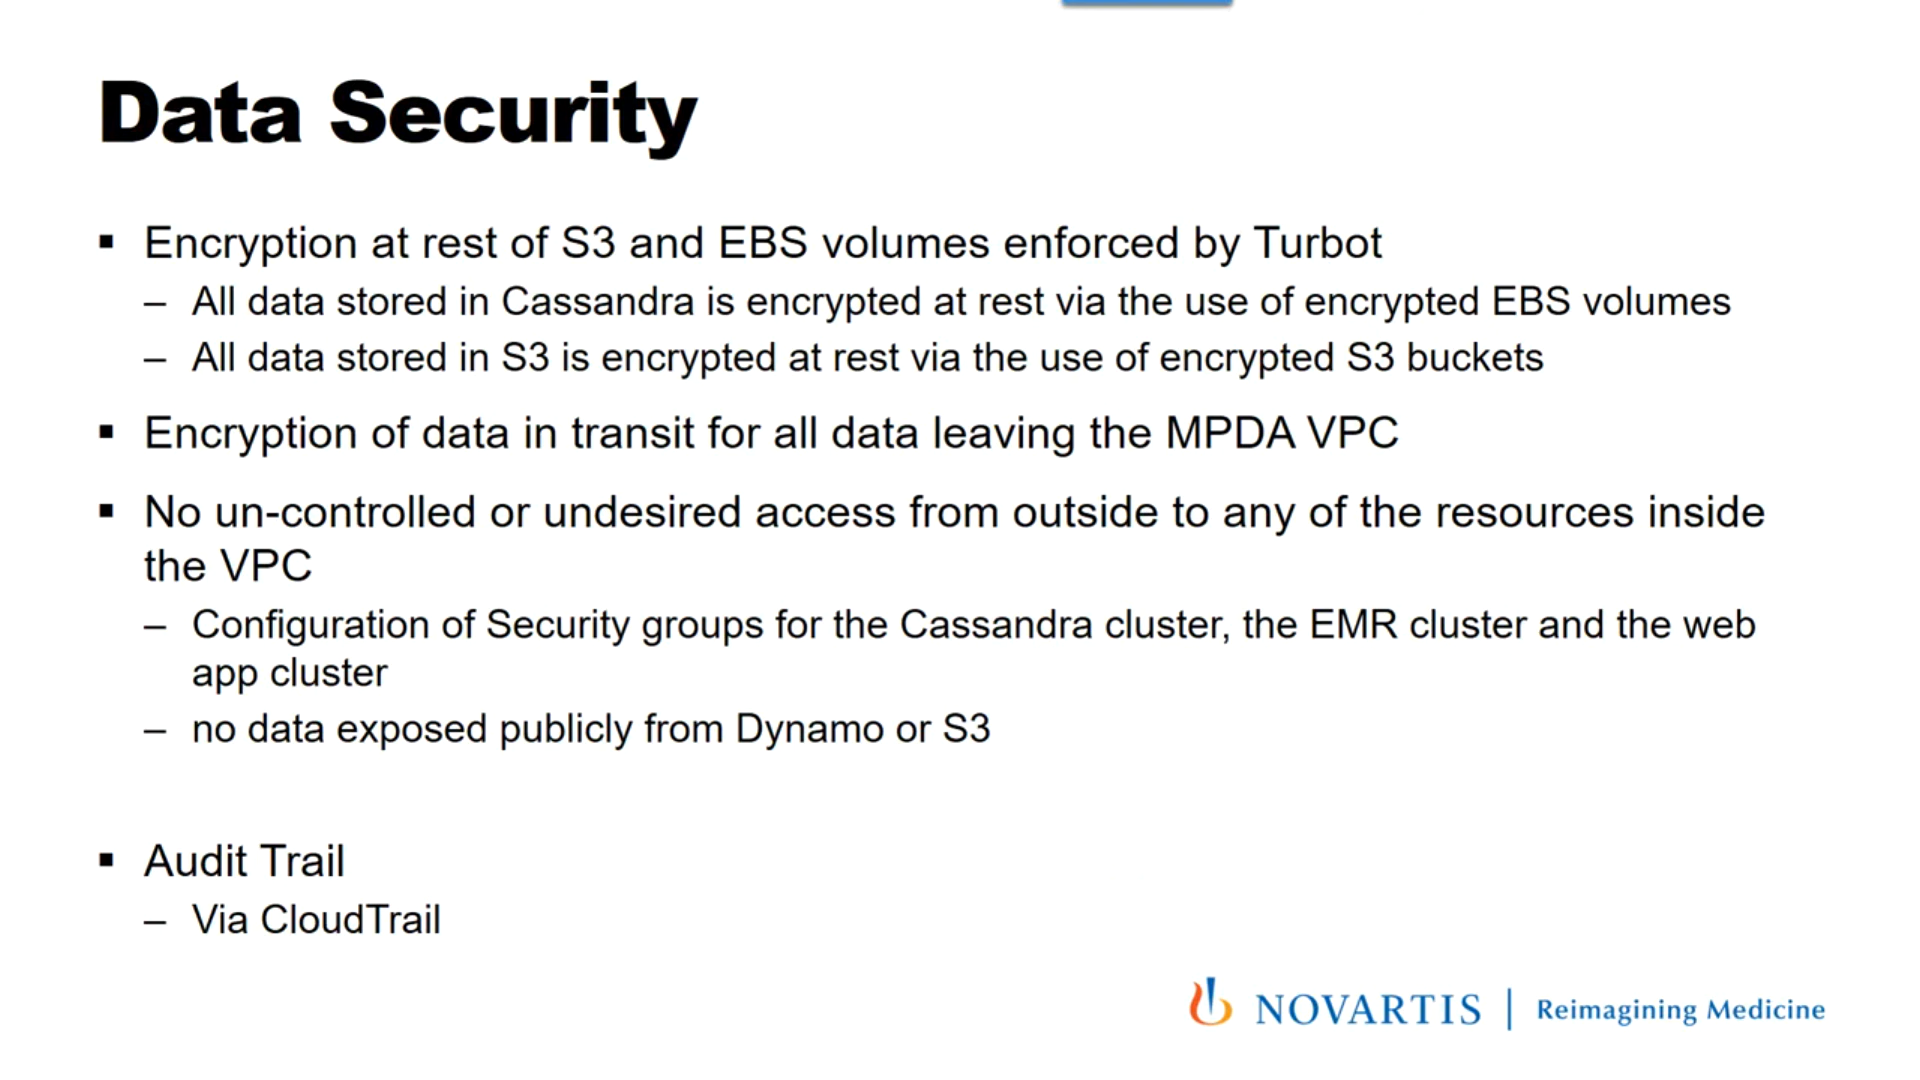 Data Security
▪ Encryption at rest of S3 and EBS volumes enforced by Turbot
– All data stored in Cassandra is encrypted at rest via the use of encrypted EBS volumes
– All data stored in S3 is encrypted at rest via the use of encrypted S3 buckets
▪ Encryption of data in transit for all data leaving the MPDA VPC
▪ No un-controlled or undesired access from outside to any of the resources inside
the VPC
– Configuration of Security groups for the Cassandra cluster, the EMR cluster and the web
app cluster
– no data exposed publicly from Dynamo or S3
▪ Audit Trail
– Via CloudTrail
NOVARTIS | Reimagining Medicine